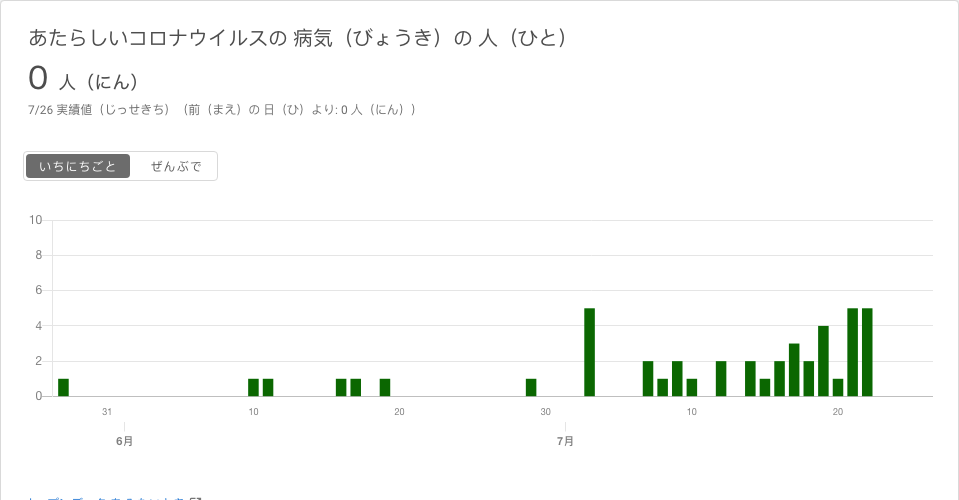 あたらしいコロナウイルスの 病気（びょうき）の 人（ひと）
0 人（にん）
7/26 実績値（じっせきち）（前（まえ）の 日（ひ）より: 0 人（にん））
いちにちごと ぜんぶで
10
8
6
4
2
0
31 10 20 30 10 20
6月 7月